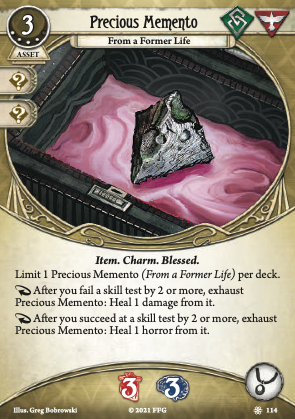 3
Precious Memento
From a Former Life
ASSET
?
?
Item. Charm. Blessed.
Limit 1 Precious Memento (From a Former Life) per deck.
After you fail a skill test by 2 or more, exhaust
Precious Memento: Heal 1 damage from it.
After you succeed at a skill test by 2 or more, exhaust
Precious Memento: Heal 1 horror from it.
3 3
Illus. Greg Bobrowski © 2021 FFG 114